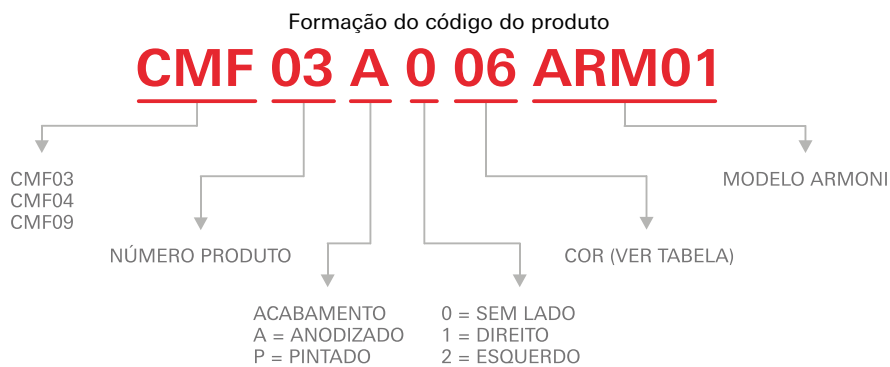 Formação do código do produto
CMF 03 A 0 06 ARM01
CMF03
CMF04
CMF09
NÚMERO PRODUTO
ACABAMENTO
A = ANODIZADO
P = PINTADO
0 = SEM LADO
1 = DIREITO
2 = ESQUERDO
COR (VER TABELA)
MODELO ARMONI